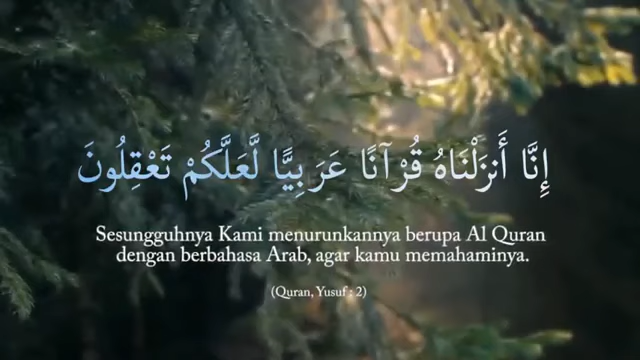 إِنَّا أَنزَلْنَاهُ قُرْآنًا عَرَبِيًّا لَّعَلَّكُمْ تَعْقِلُونَ
Sesungguhnya Kami menurunkannya berupa Al Quran
dengan berbahasa Arab, agar kamu memahaminya.
(Quran, Yusuf : 2)